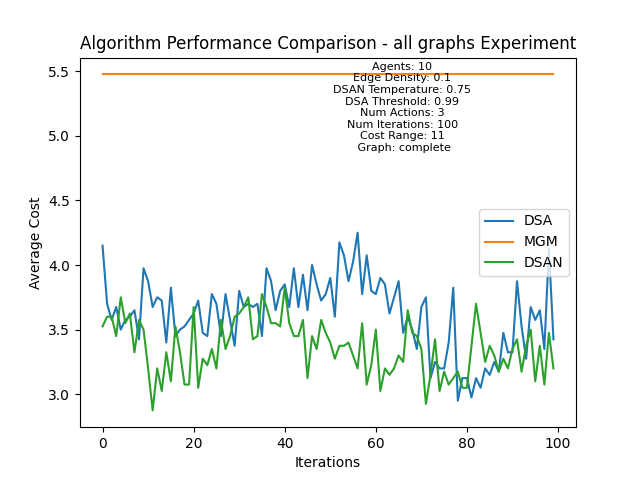 Algorithm Performance Comparison - all graphs Experiment
Agents: 10
Edge Density: 0.1
DSAN Temperature: 0.75
DSA Threshold: 0.99
Num Actions: 3
Num Iterations: 100
Cost Range: 11
Graph: complete
5.5
5.0
4.5
4.0
3.5
3.0
Average Cost
DSA
MGM
DSAN
0 20 40 60 80 100
Iterations